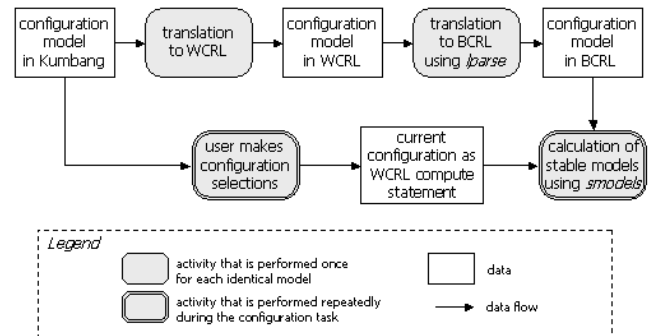 configuration
model
in Kumbang
translation
to WCRL
configuration
model
in WCRL
translation
to BCRL
using lparse
configuration
model
in BCRL
user makes
configuration
selections
current
configuration as
WCRL compute
statement
calculation of
stable models
using smodels
Legend
activity that is performed once
for each identical model
data
activity that is performed repeatedly
during the configuration task
data flow